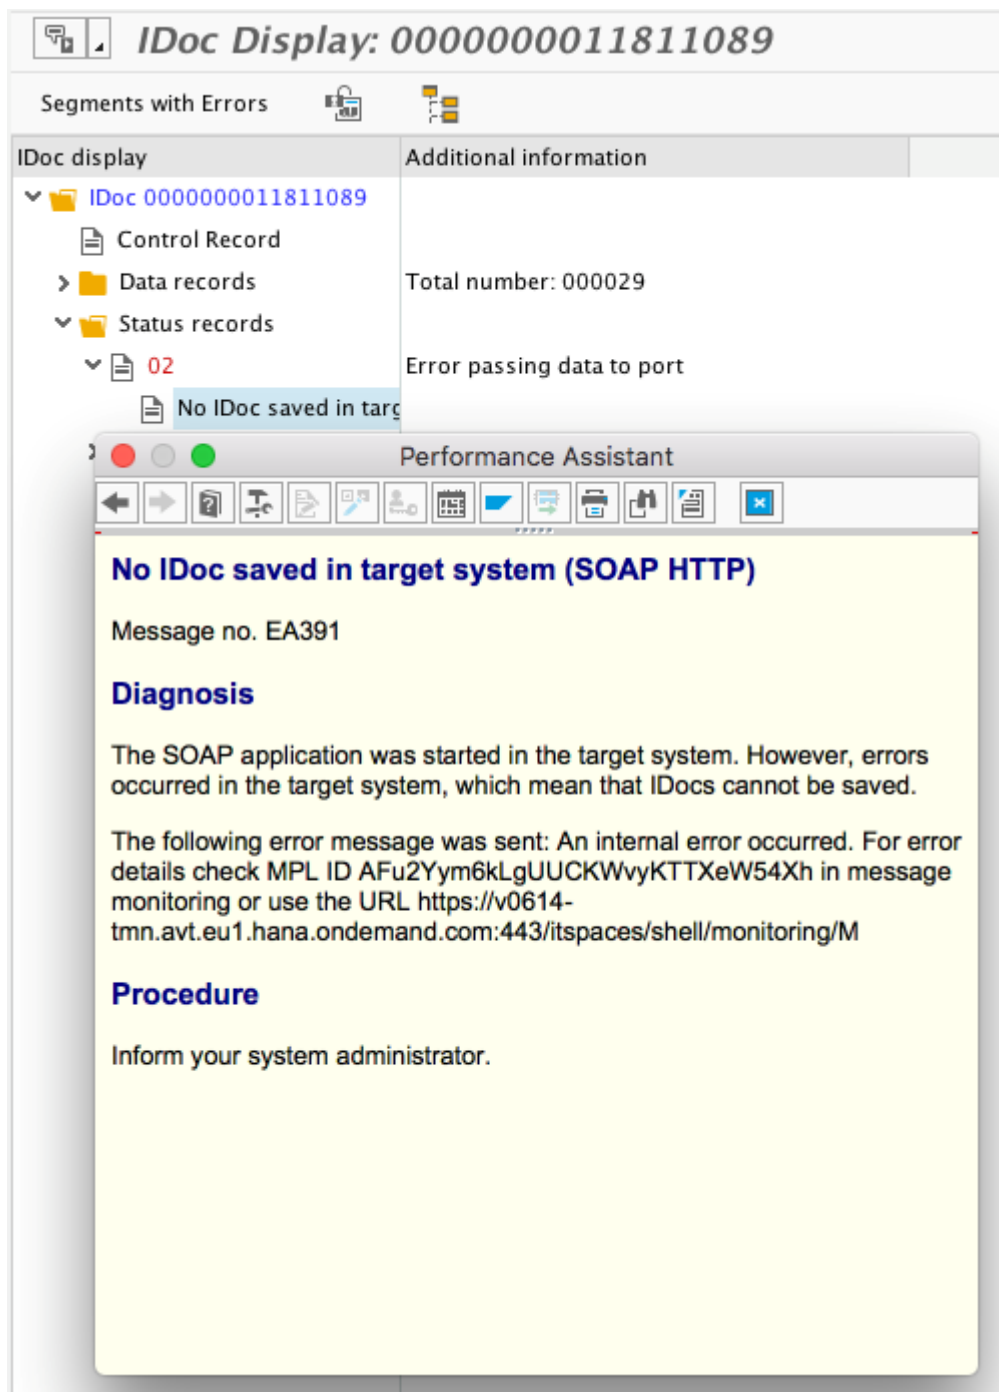 IDoc Display: 0000000011811089
Segments with Errors
IDoc display Additional information
IDoc 0000000011811089
Control Record
Data records Total number: 000029
Status records
02 Error passing data to port
No IDoc saved in targ
Performance Assistant
No IDoc saved in target system (SOAP HTTP)
Message no. EA391
Diagnosis
The SOAP application was started in the target system. However, errors
occurred in the target system, which mean that IDocs cannot be saved.
The following error message was sent: An internal error occurred. For error
details check MPL ID AFu2Yym6kLgUUCKWvyKTTXeW54Xh in message
monitoring or use the URL https://v0614-
tmn.avt.eu1.hana.ondemand.com:443/itspaces/shell/monitoring/M
Procedure
Inform your system administrator.